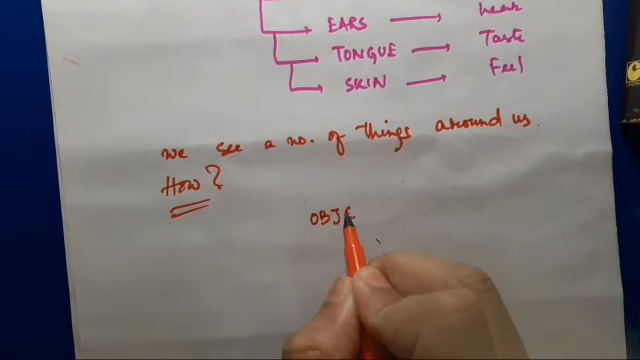 hear
EARS → 
TONGUE → Taste
SKIN → Feel
we see a no. of things around us.
How?
OBJE